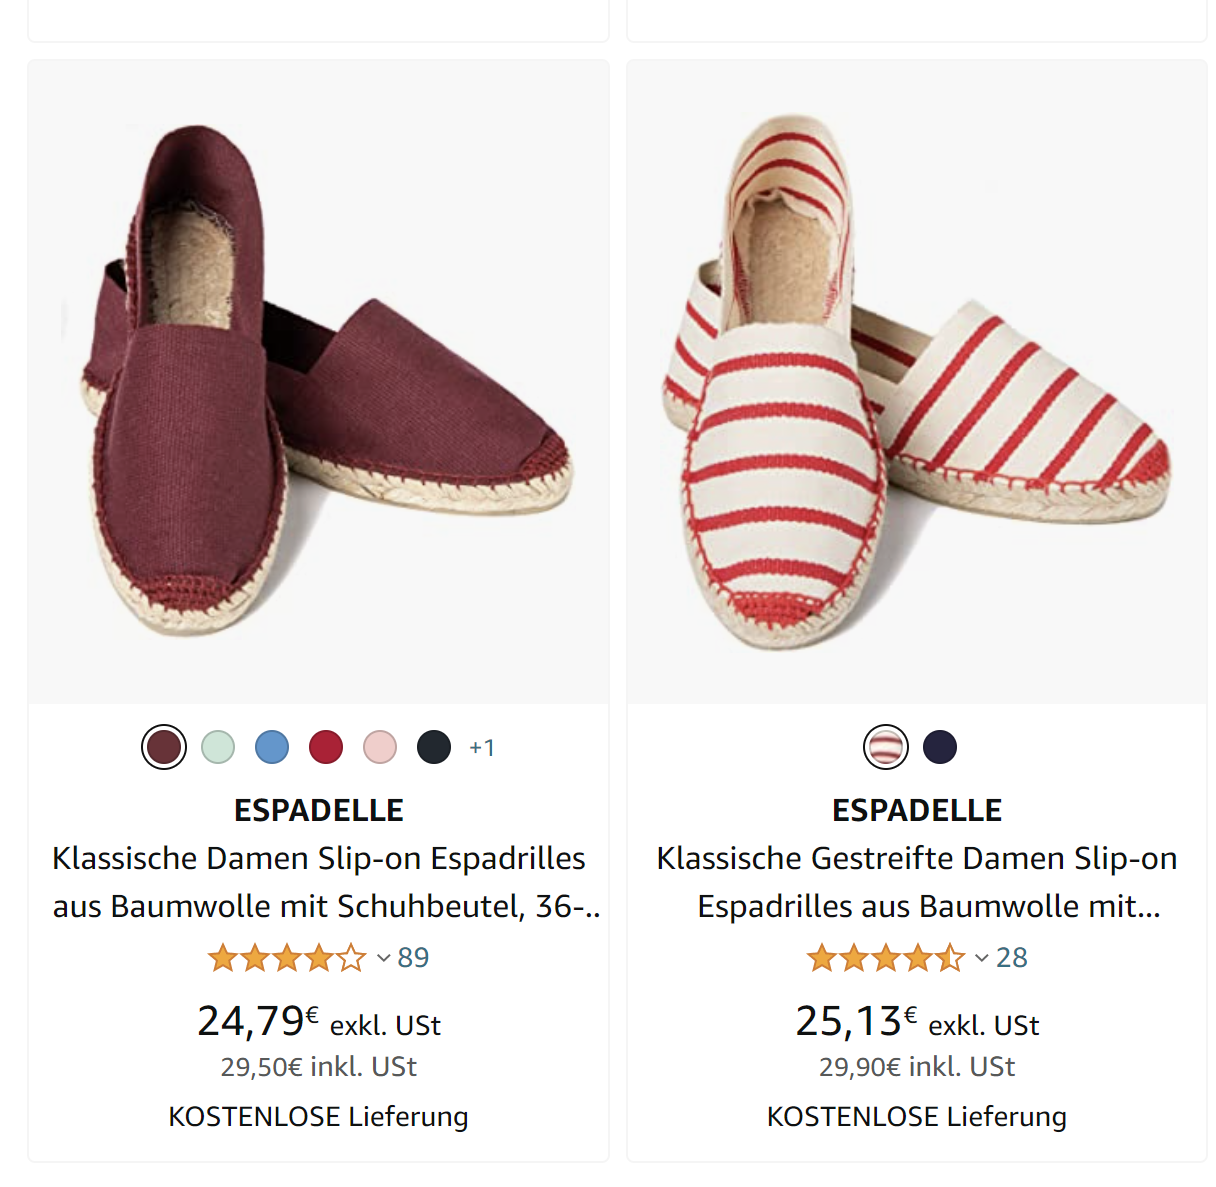 +1
ESPADELLE
Klassische Damen Slip-on Espadrilles
aus Baumwolle mit Schuhbeutel, 36-..
89
24,79€ exkl. USt
29,50€ inkl. USt
KOSTENLOSE Lieferung
ESPADELLE
Klassische Gestreifte Damen Slip-on
Espadrilles aus Baumwolle mit...
28
25,13€ exkl. USt
29,90€ inkl. USt
KOSTENLOSE Lieferung